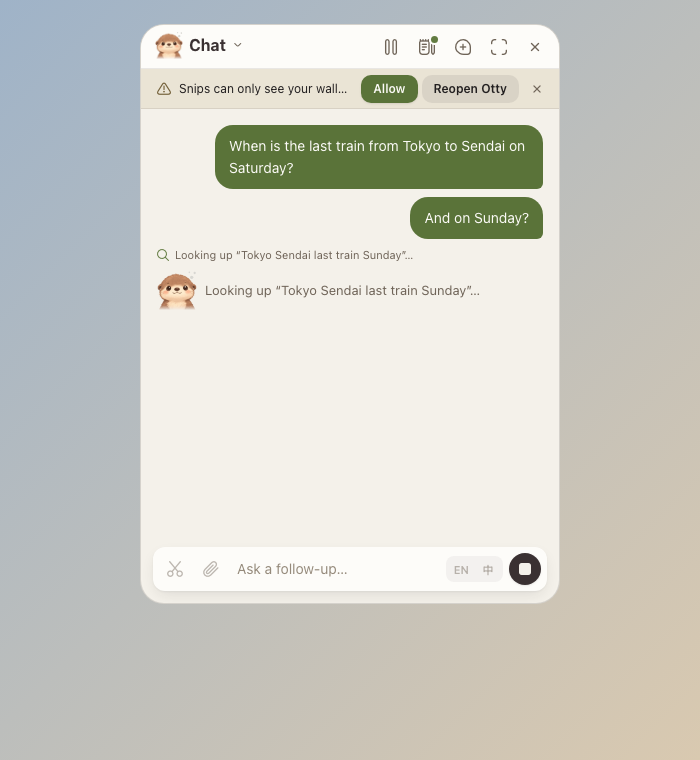 Chat
Snips can only see your wall...
Allow
Reopen Otty
When is the last train from Tokyo to Sendai on
Saturday?
And on Sunday?
Looking up “Tokyo Sendai last train Sunday”...
Looking up “Tokyo Sendai last train Sunday”...
Ask a follow-up...
EN 中